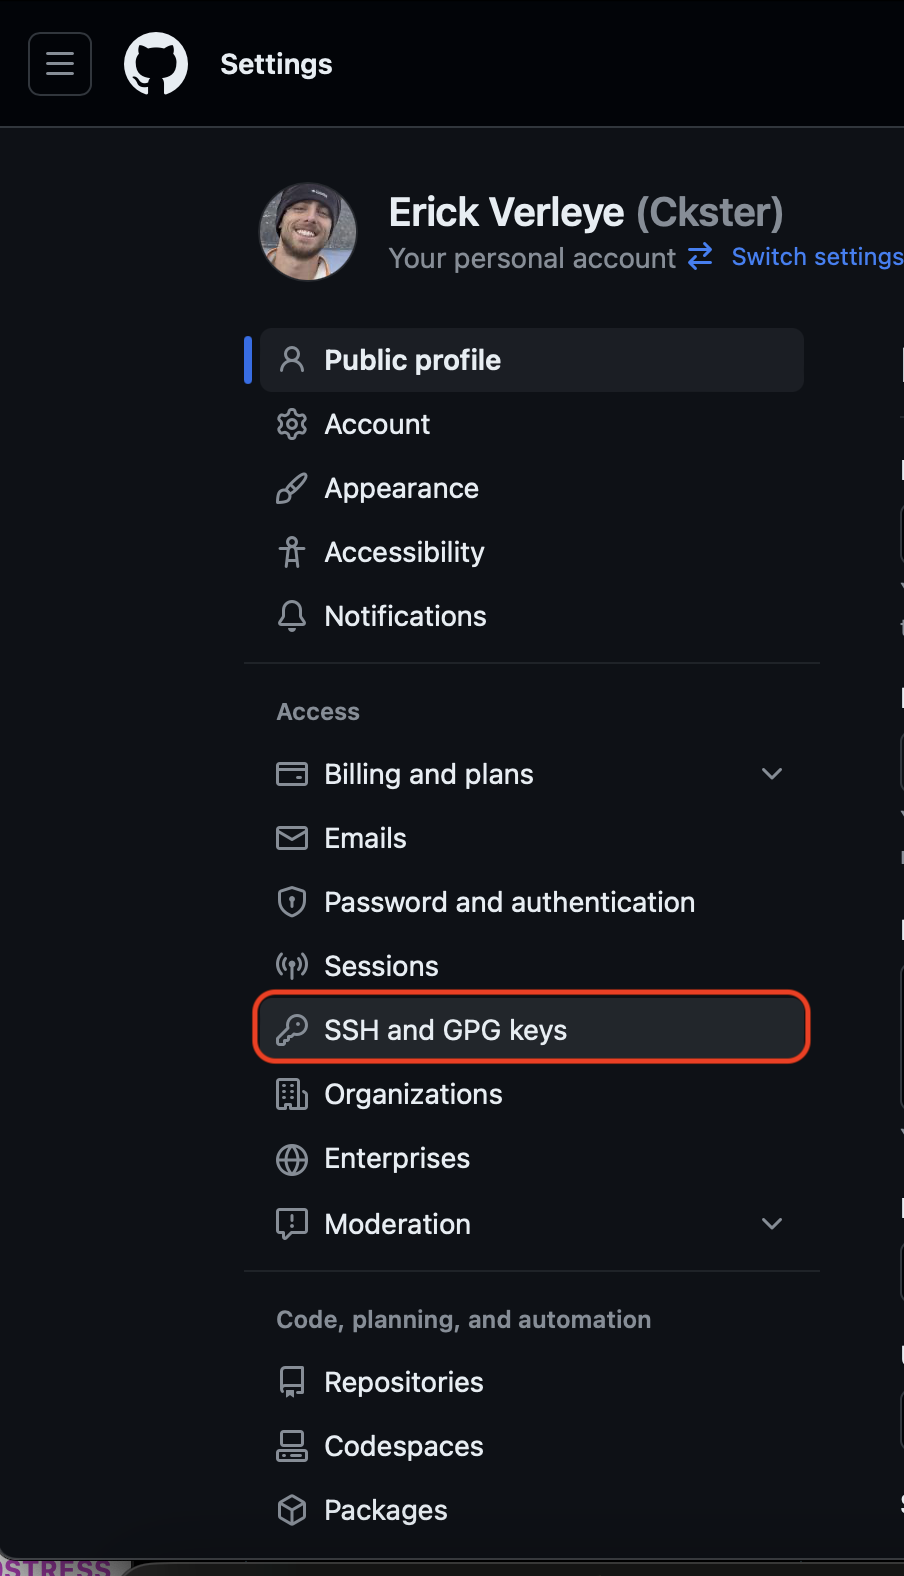 Settings
Erick Verleye (Ckster)
Your personal account Switch settings
Public profile
Account
Appearance
Accessibility
Notifications
Access
Billing and plans
Emails
Password and authentication
Sessions
SSH and GPG keys
Organizations
Enterprises
Moderation
Code, planning, and automation
Repositories
Codespaces
Packages
STRESS